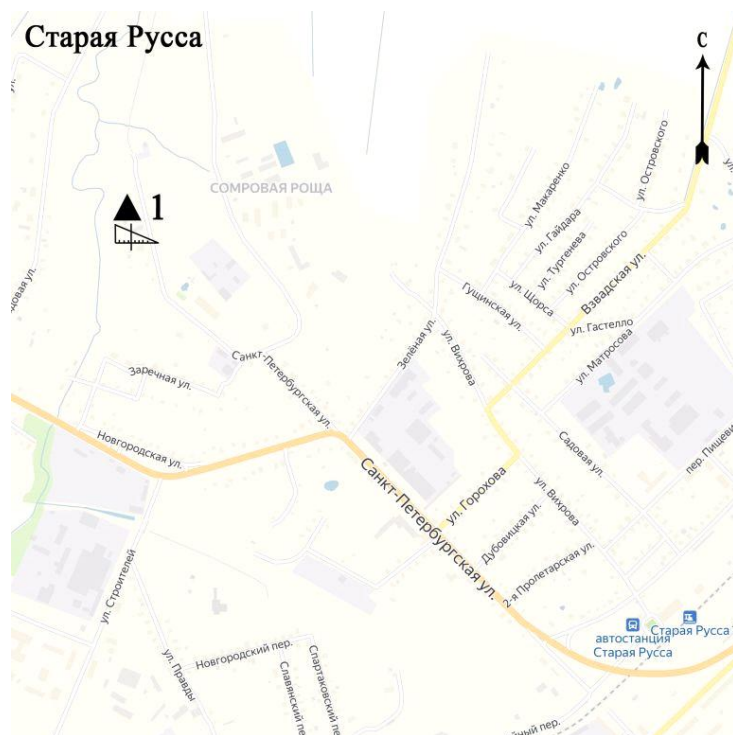 Старая Русса
С
ул.
ул. Островского
ул. Макаренко
СОМРОВАЯ РОЩА
1
ул. Гайдара
ул. Тургенева
ул. Островского
Взвадская ул.
ул. Щорса
Гущинская ул.
ул. Гастелло
ул. Матросова
Зелёная ул.
ул. Вихрова
Санкт-Петербургская ул.
Заречная ул.
Новгородская ул.
Садовая ул.
пер. Пищеви
Санкт-Петербургская ул.
ул. Горохова
ул. Вихрова
Дубовицкая ул.
2-я Пролетарская ул.
ул. Строителей
ул. Правды
Новгородский пер.
Славянский пер.
Спартаковский пер.
автостанция
Старая Русса
Старая Русса